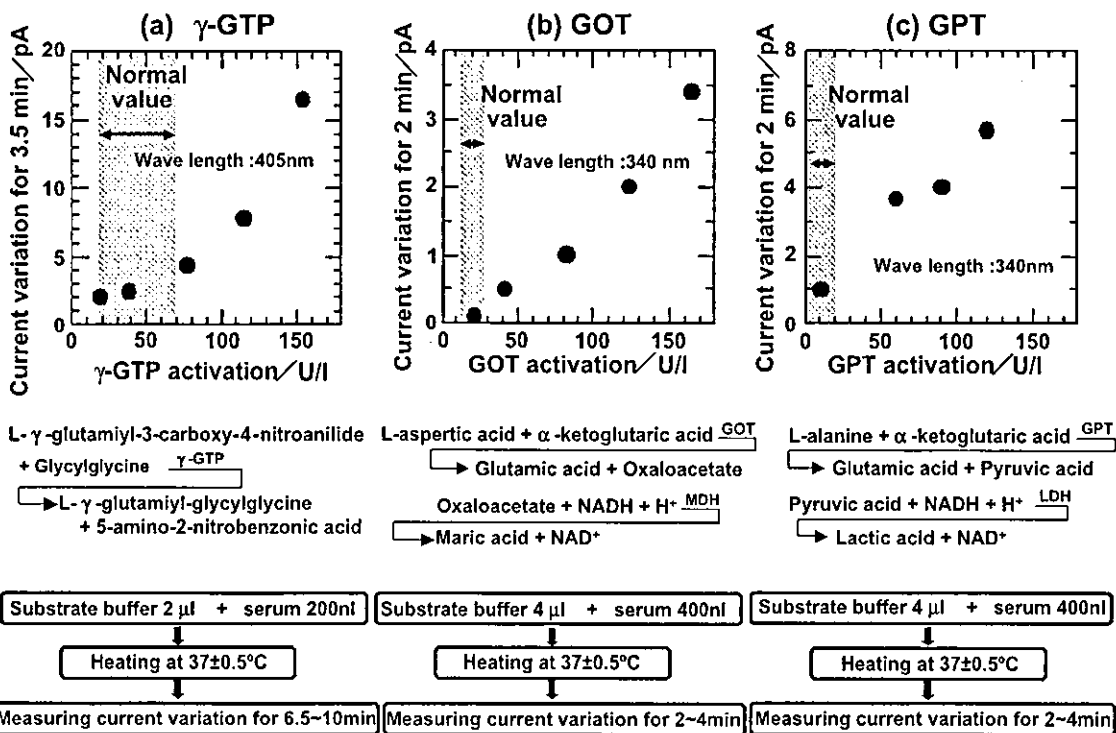 (a) γ-GTP
Current variation for 3.5 min/pA
20
15
10
5
0
Normal
value
Wave length :405nm
0 50 100 150
γ-GTP activation/U/l
(b) GOT
Current variation for 2 min/pA
4
3
2
1
0
Normal
value
Wave length :340 nm
0 50 100 150
GOT activation/U/l
(c) GPT
Current variation for 2 min/pA
8
6
4
2
0
Normal
value
Wave length :340nm
0 50 100 150
GPT activation/U/l
L- γ-glutamiyl-3-carboxy-4-nitroanilide
+ Glycylglycine γ-GTP
L- γ-glutamiyl-glycylglycine
+ 5-amino-2-nitrobenzonic acid
L-aspertic acid + α-ketoglutaric acid GOT
Glutamic acid + Oxaloacetate
Oxaloacetate + NADH + H⁺ MDH
Maric acid + NAD⁺
L-alanine + α-ketoglutaric acid GPT
Glutamic acid + Pyruvic acid
Pyruvic acid + NADH + H⁺ LDH
Lactic acid + NAD⁺
Substrate buffer 2 μl + serum 200nl
Heating at 37±0.5ºC
Measuring current variation for 6.5~10min
Substrate buffer 4 μl + serum 400nl
Heating at 37±0.5ºC
Measuring current variation for 2~4min
Substrate buffer 4 μl + serum 400nl
Heating at 37±0.5ºC
Measuring current variation for 2~4min